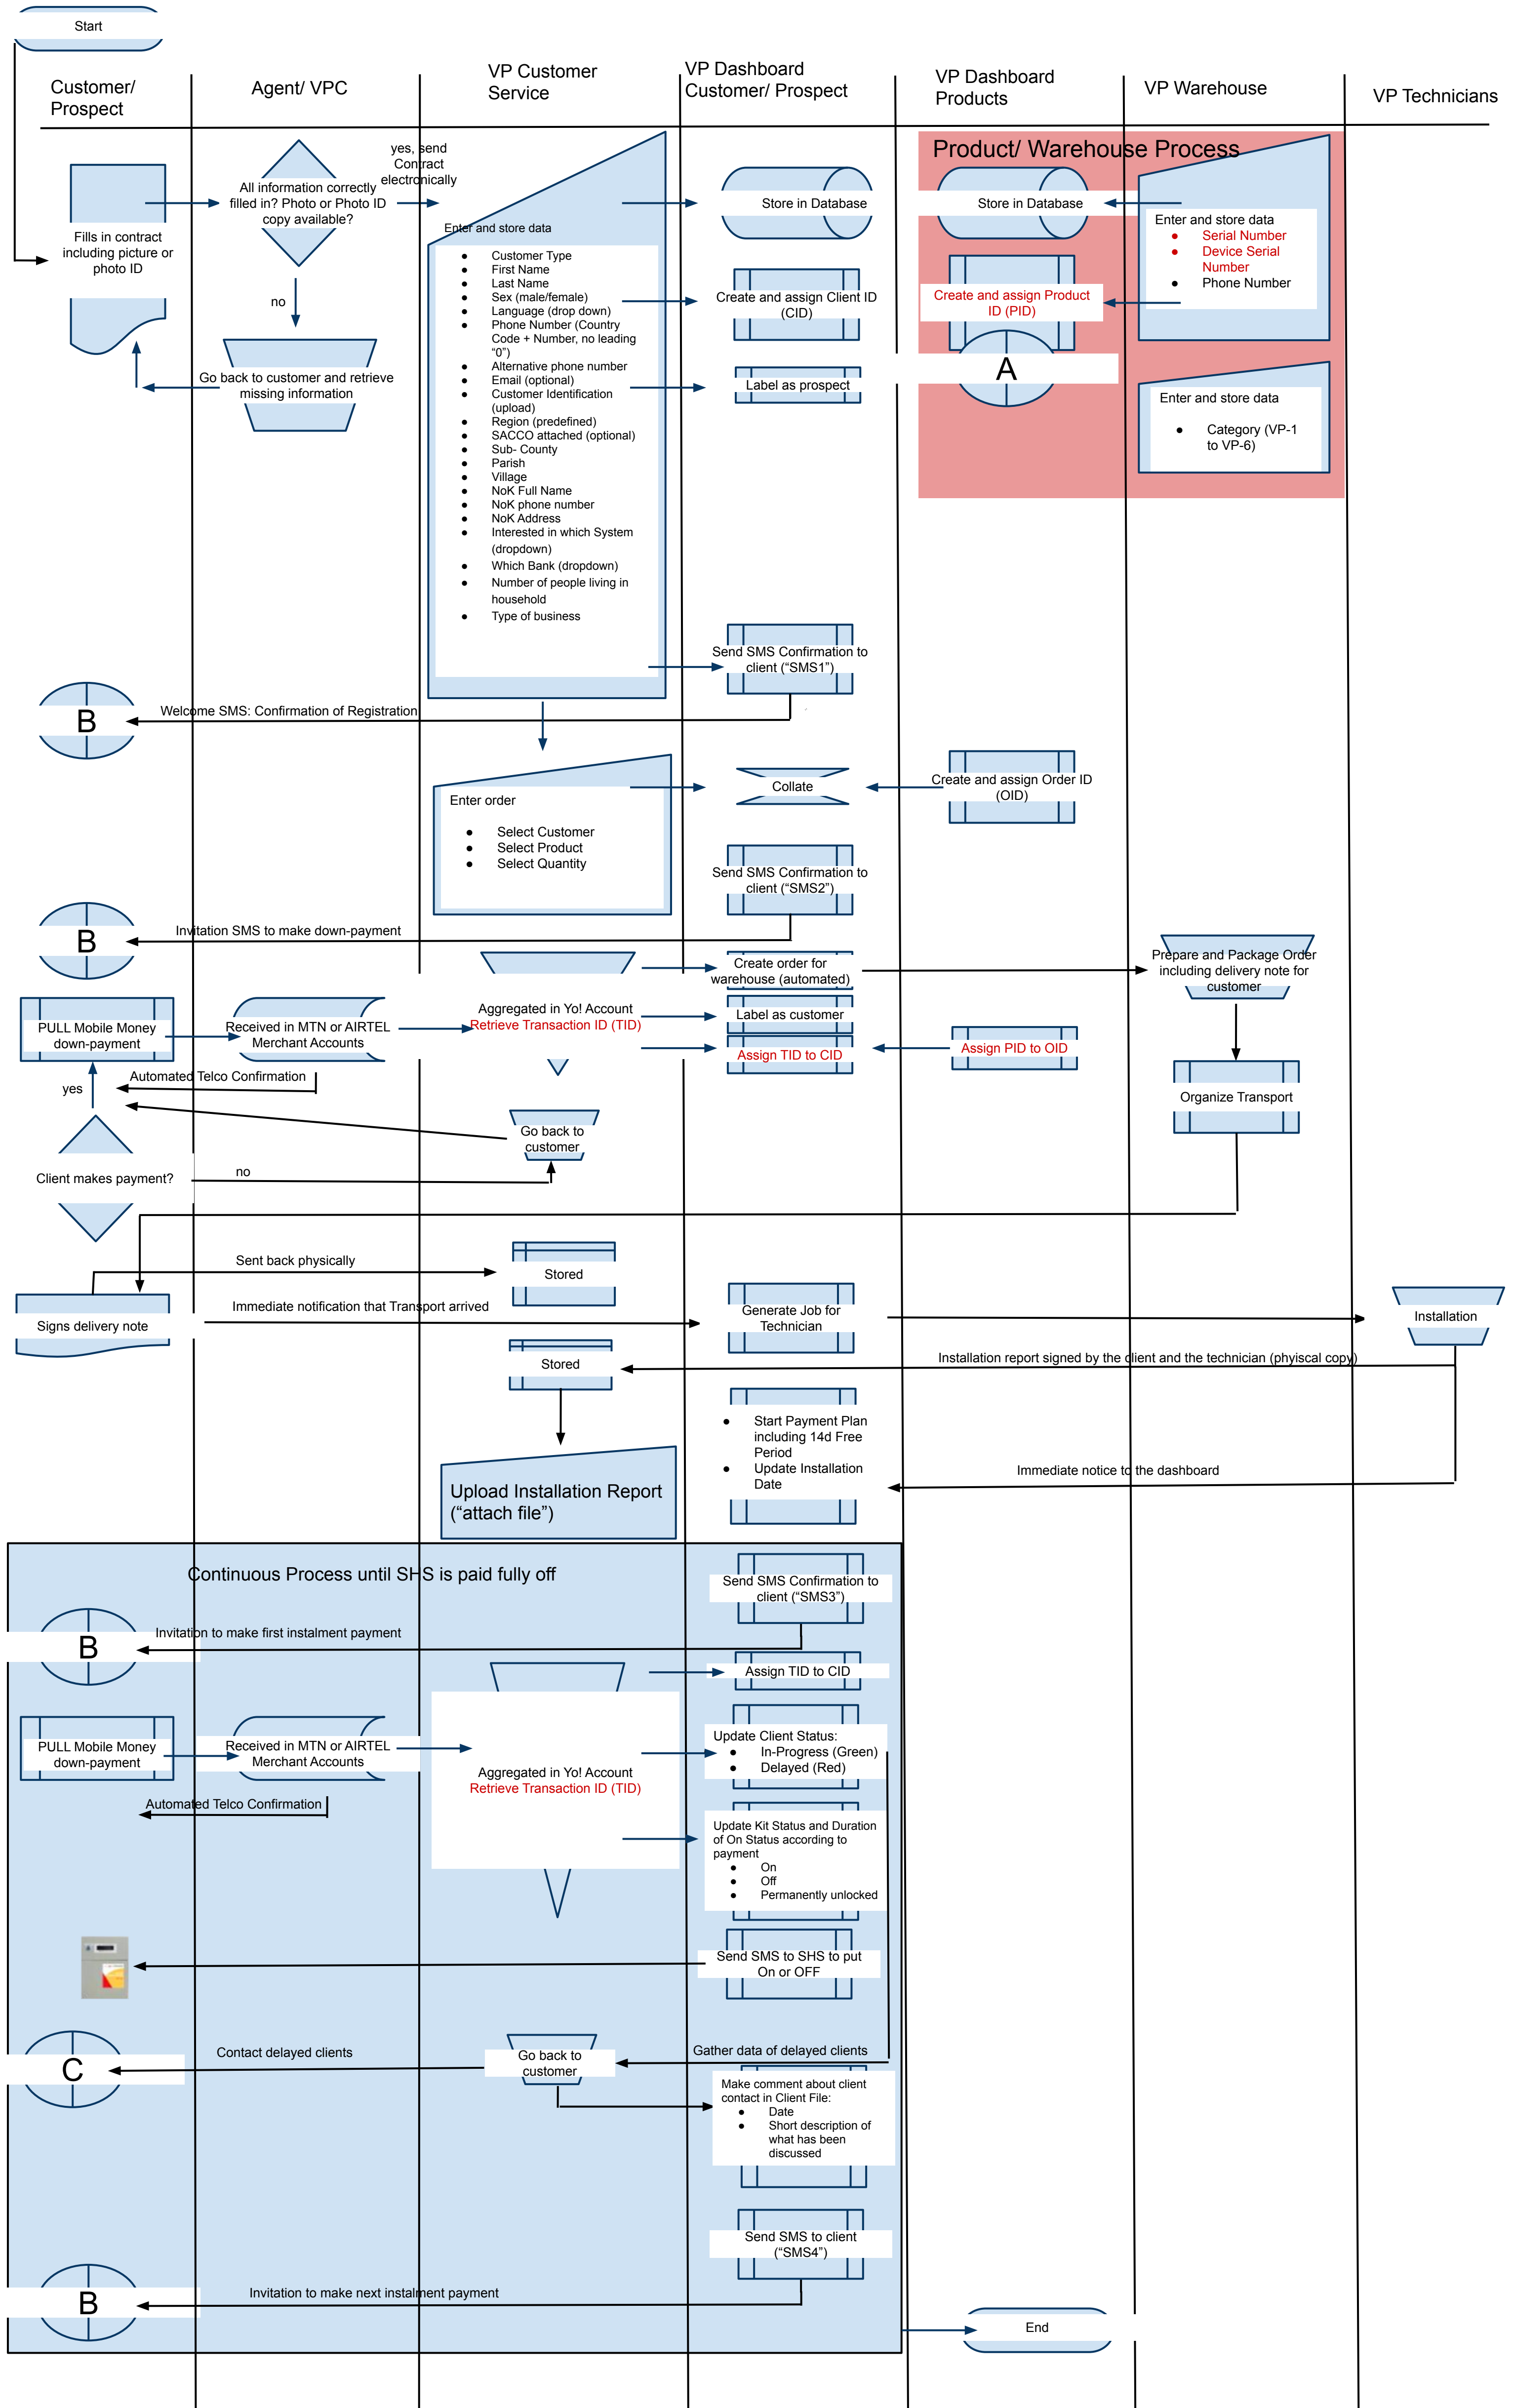 Start
Customer/
Prospect
Agent/ VPC
VP Customer
Service
VP Dashboard
Customer/ Prospect
VP Dashboard
Products
VP Warehouse
VP Technicians
Product/ Warehouse Process
Fills in contract
including picture or
photo ID
All information correctly
filled in? Photo or Photo ID
copy available?
yes, send
Contract
electronically
no
Go back to customer and retrieve
missing information
Enter and store data
● Customer Type
● First Name
● Last Name
● Sex (male/female)
● Language (drop down)
● Phone Number (Country
Code + Number, no leading
“0”)
● Alternative phone number
● Email (optional)
● Customer Identification
(upload)
● Region (predefined)
● SACCO attached (optional)
● Sub- County
● Parish
● Village
● NoK Full Name
● NoK phone number
● NoK Address
● Interested in which System
(dropdown)
● Which Bank (dropdown)
● Number of people living in
household
● Type of business
Store in Database
Create and assign Client ID
(CID)
Label as prospect
Store in Database
Create and assign Product
ID (PID)
A
Enter and store data
● Serial Number
● Device Serial
Number
● Phone Number
Enter and store data
● Category (VP-1
to VP-6)
Send SMS Confirmation to
client (“SMS1”)
Welcome SMS: Confirmation of Registration
B
Enter order
● Select Customer
● Select Product
● Select Quantity
Collate
Create and assign Order ID
(OID)
Send SMS Confirmation to
client (“SMS2”)
Invitation SMS to make down-payment
B
Create order for
warehouse (automated)
Prepare and Package Order
including delivery note for
customer
PULL Mobile Money
down-payment
Received in MTN or AIRTEL
Merchant Accounts
Aggregated in Yo! Account
Retrieve Transaction ID (TID)
Label as customer
Assign TID to CID
Assign PID to OID
Automated Telco Confirmation
yes
Organize Transport
Go back to
customer
Client makes payment?
no
Sent back physically
Stored
Signs delivery note
Immediate notification that Transport arrived
Generate Job for
Technician
Installation
Stored
Installation report signed by the client and the technician (phyiscal copy)
● Start Payment Plan
including 14d Free
Period
● Update Installation
Date
Immediate notice to the dashboard
Upload Installation Report
(“attach file”)
Continuous Process until SHS is paid fully off
Send SMS Confirmation to
client (“SMS3”)
Invitation to make first instalment payment
B
Assign TID to CID
PULL Mobile Money
down-payment
Received in MTN or AIRTEL
Merchant Accounts
Aggregated in Yo! Account
Retrieve Transaction ID (TID)
Update Client Status:
● In-Progress (Green)
● Delayed (Red)
Automated Telco Confirmation
Update Kit Status and Duration
of On Status according to
payment
● On
● Off
● Permanently unlocked
Send SMS to SHS to put
On or OFF
C
Contact delayed clients
Go back to
customer
Gather data of delayed clients
Make comment about client
contact in Client File:
● Date
● Short description of
what has been
discussed
Send SMS to client
(“SMS4”)
Invitation to make next instalment payment
B
End